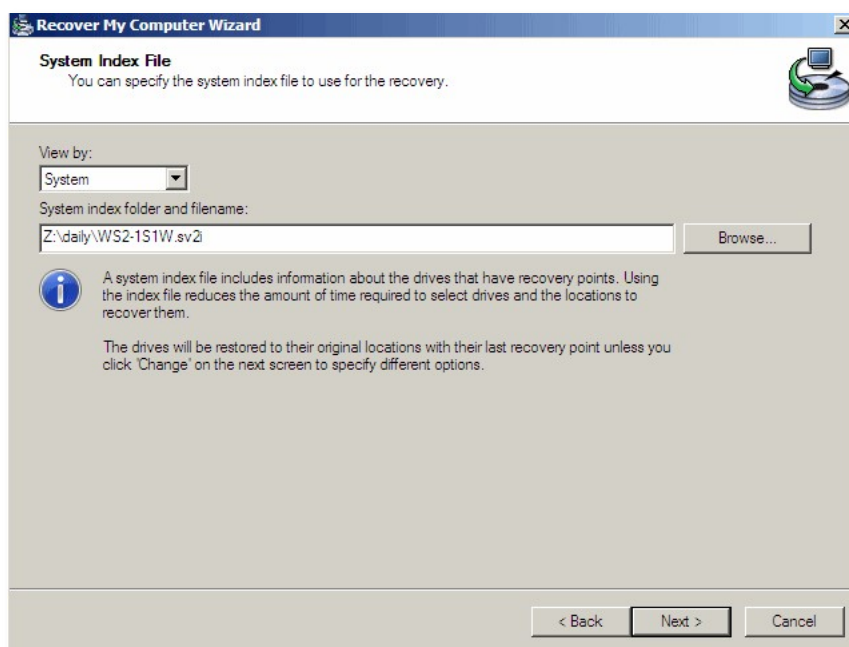 Recover My Computer Wizard
System Index File
You can specify the system index file to use for the recovery.
View by:
System
System index folder and filename:
Z:\daily\WS2-1S1W.sv2i
Browse...
A system index file includes information about the drives that have recovery points. Using
the index file reduces the amount of time required to select drives and the locations to
recover them.
The drives will be restored to their original locations with their last recovery point unless you
click 'Change' on the next screen to specify different options.
< Back
Next >
Cancel